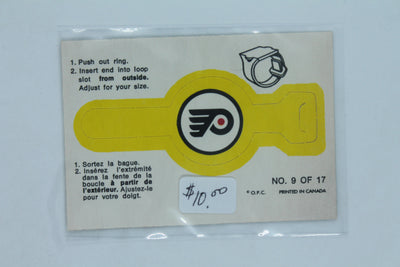 1. Push out ring.
2. Insert end into loop
slot from outside.
Adjust for your size.
1. Sortez la bague.
2. Insérez l'extrêmité
dans la fente de la
boucle à partir de
l'extérieur. Ajustez-le
pour votre doigt.
$10.00
NO. 9 OF 17
© O.P.C. PRINTED IN CANADA